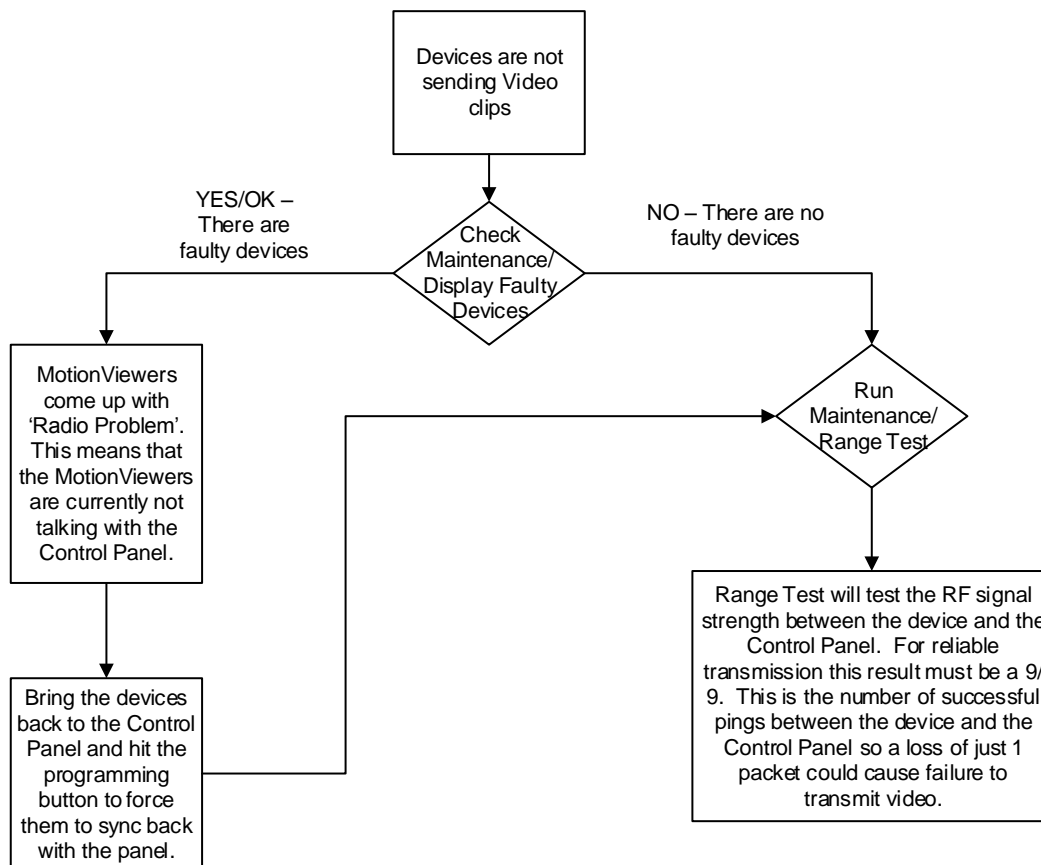 Devices are not
sending Video
clips
YES/OK –
There are
faulty devices
NO – There are no
faulty devices
Check
Maintenance/
Display Faulty
Devices
MotionViewers
come up with
‘Radio Problem’.
This means that
the MotionViewers
are currently not
talking with the
Control Panel.
Run
Maintenance/
Range Test
Bring the devices
back to the Control
Panel and hit the
programming
button to force
them to sync back
with the panel.
Range Test will test the RF signal
strength between the device and the
Control Panel. For reliable
transmission this result must be a 9/
9. This is the number of successful
pings between the device and the
Control Panel so a loss of just 1
packet could cause failure to
transmit video.